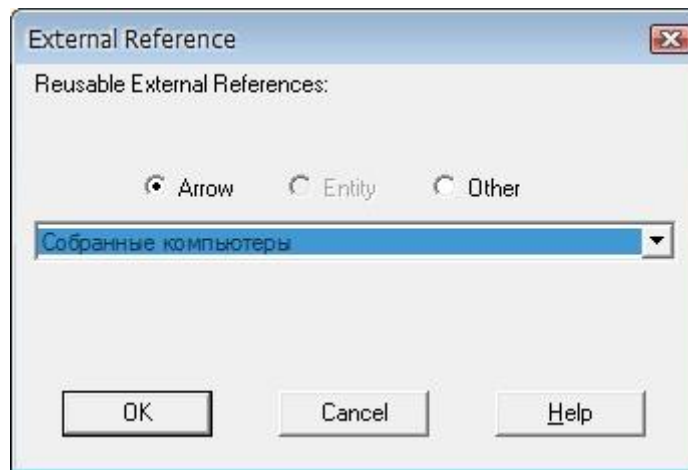 External Reference
Reusable External References:
Arrow Entity Other
Собранные компьютеры
OK Cancel Help